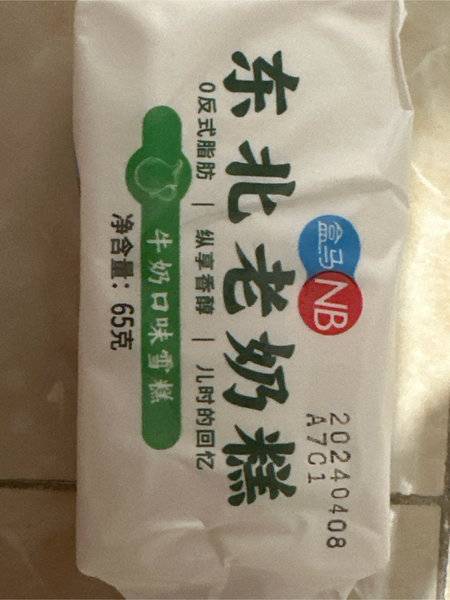 盒马
NB
东北老奶糕
0反式脂肪 | 纵享香醇 | 儿时的回忆
牛奶口味雪糕
净含量：65克
20240408
A7C1